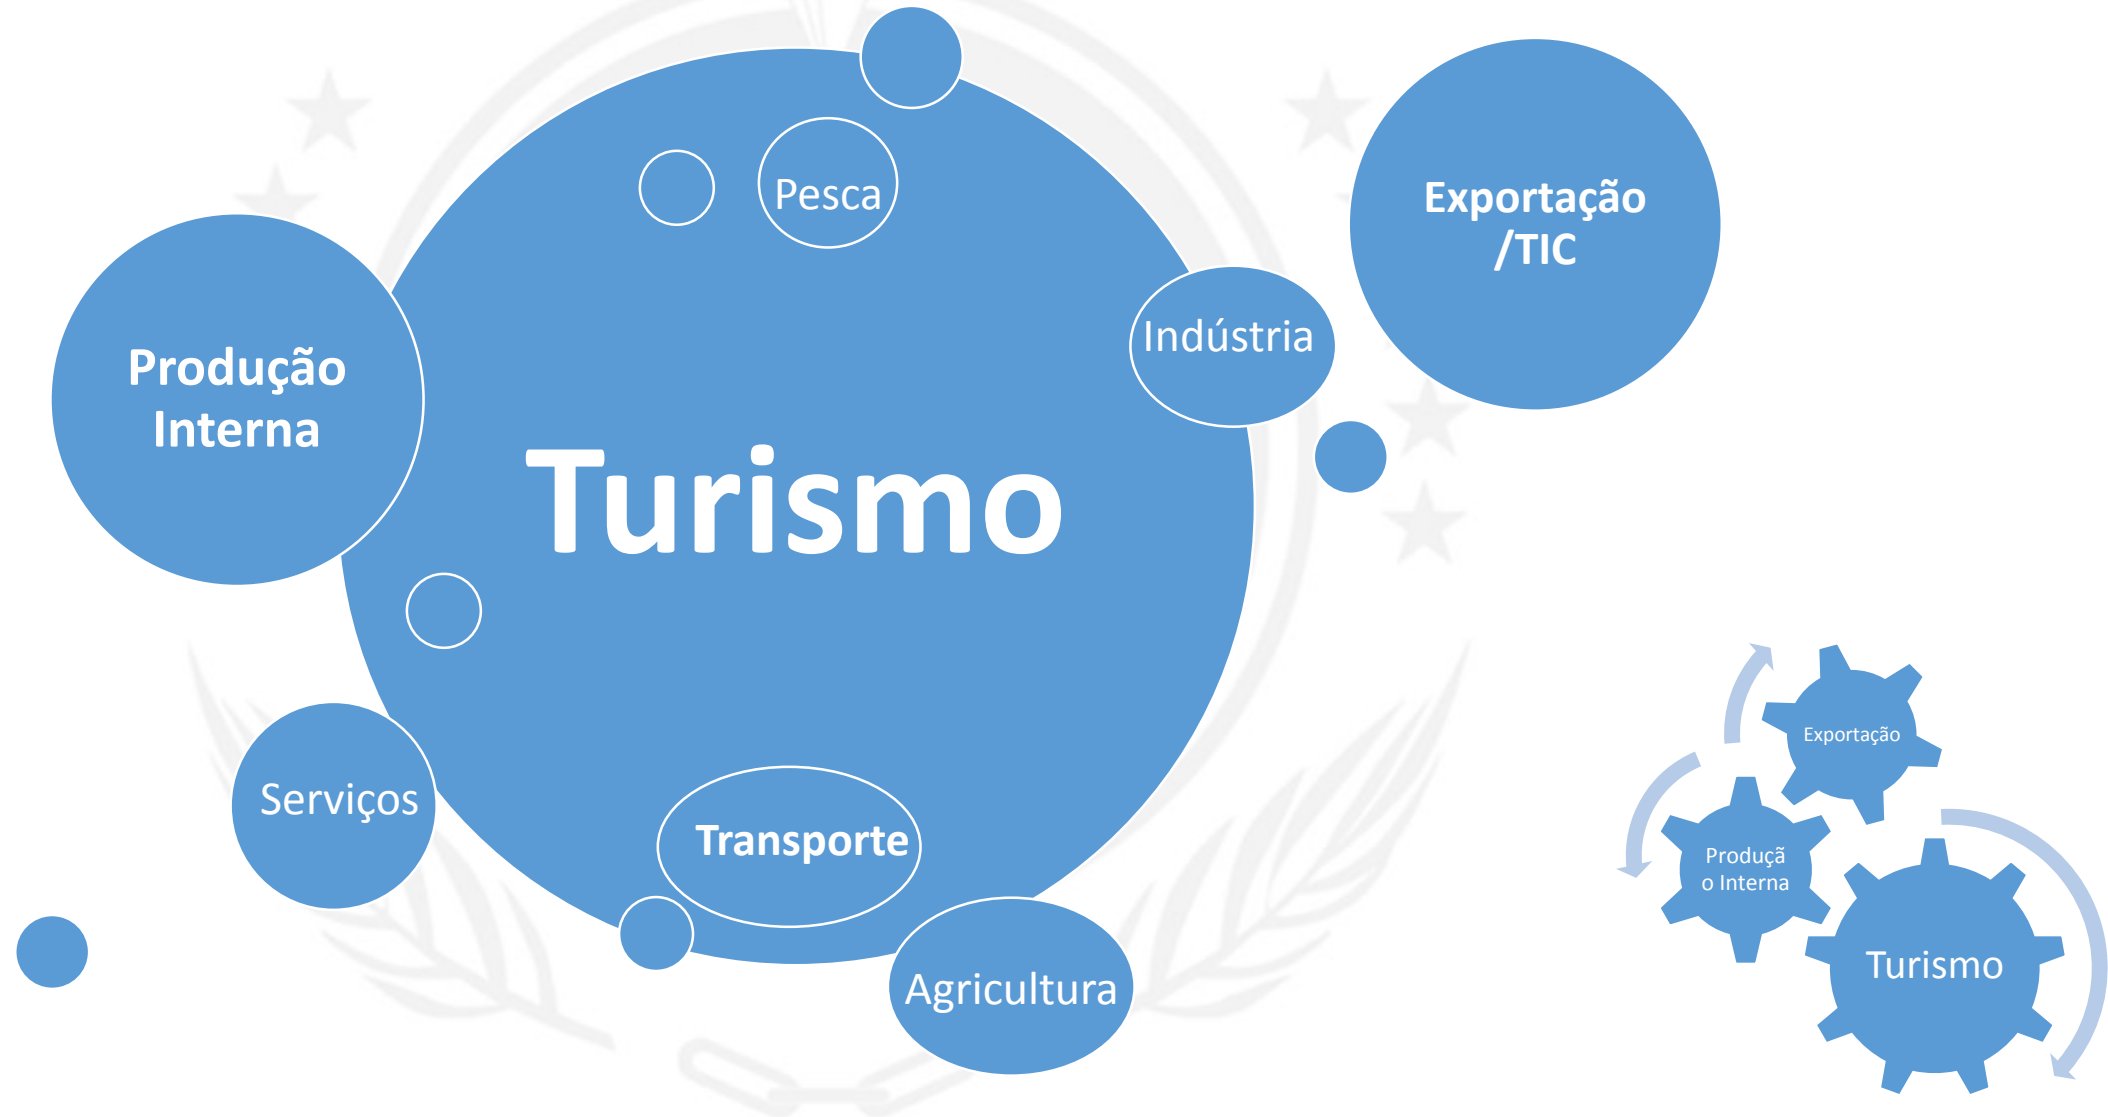 Pesca
Exportação
/TIC
Indústria
Produção
Interna
Turismo
Serviços
Transporte
Agricultura
Exportação
Produçã
o Interna
Turismo